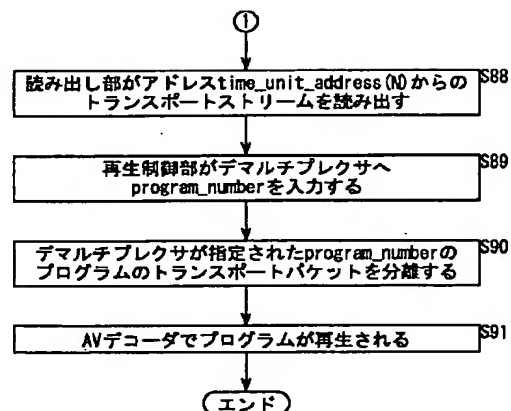 ①
読み出し部がアドレスtime_unit_address(N)からの
トランスポートストリームを読み出す
S88
再生制御部がデマルチプレクサへ
program_numberを入力する
S89
デマルチプレクサが指定されたprogram_numberの
プログラムのトランスポートパケットを分離する
S90
AVデコーダでプログラムが再生される
S91
エンド